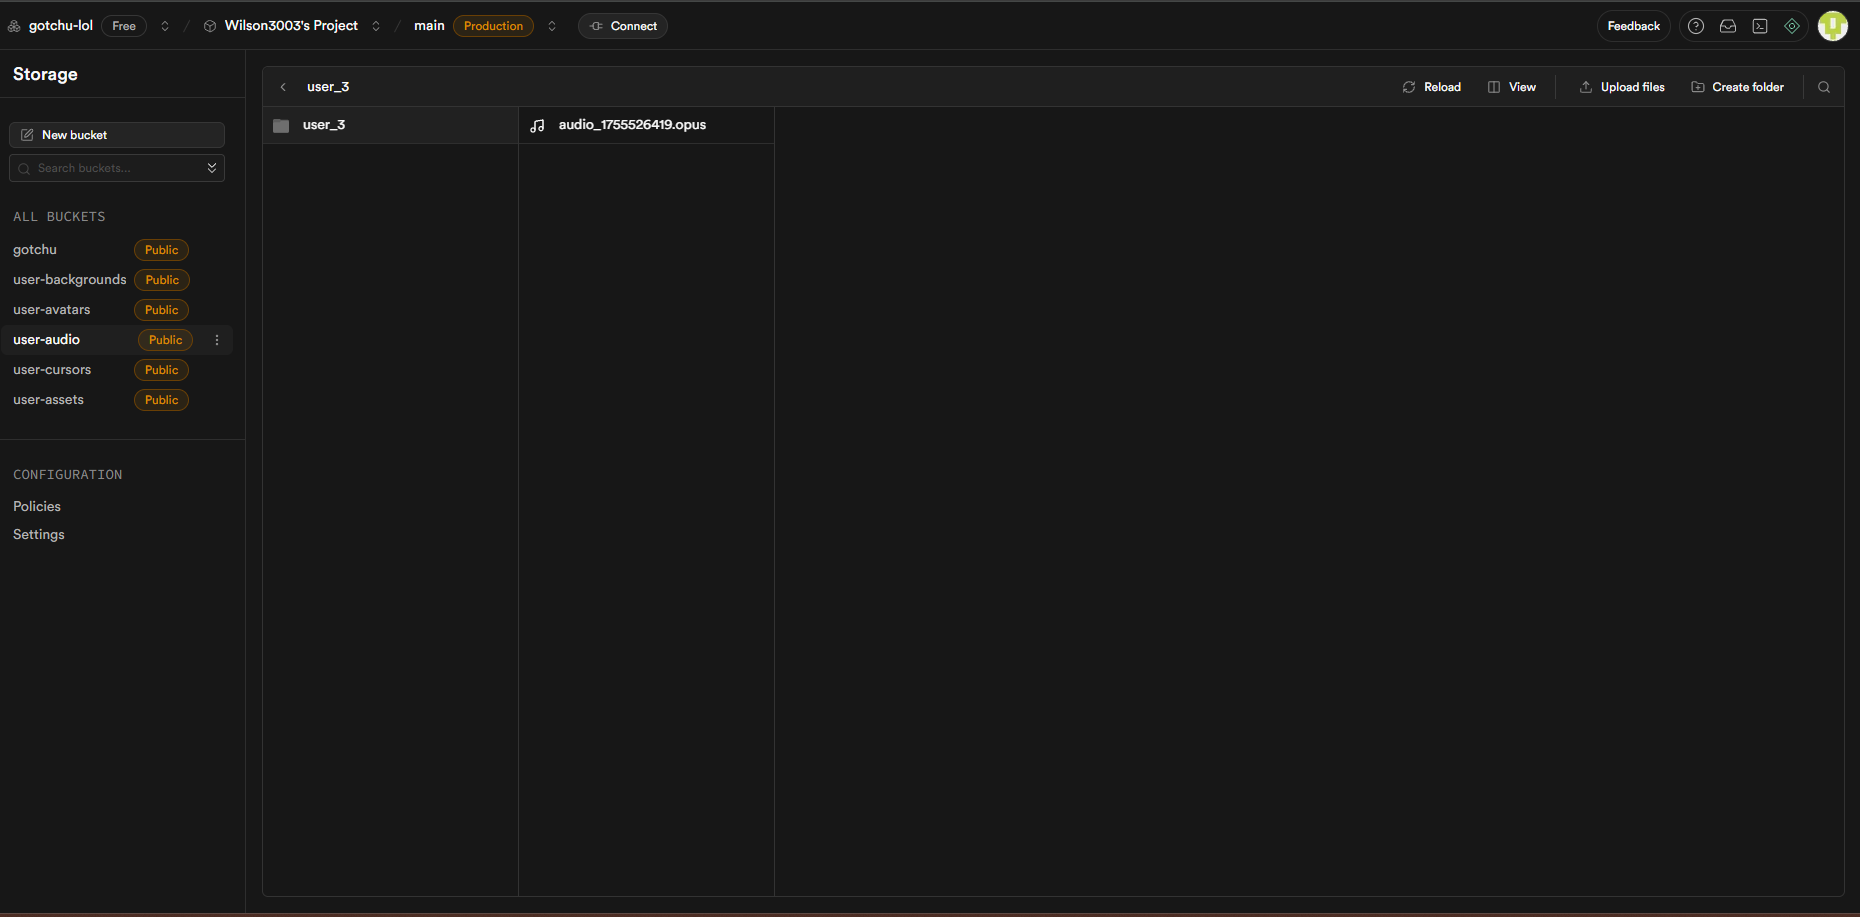 gotchu-lol Free / Wilson3003's Project / main Production Connect Feedback
Storage
New bucket
Search buckets...
ALL BUCKETS
gotchu Public
user-backgrounds Public
user-avatars Public
user-audio Public
user-cursors Public
user-assets Public
CONFIGURATION
Policies
Settings
user_3 Reload View Upload files Create folder
user_3 audio_1755526419.opus